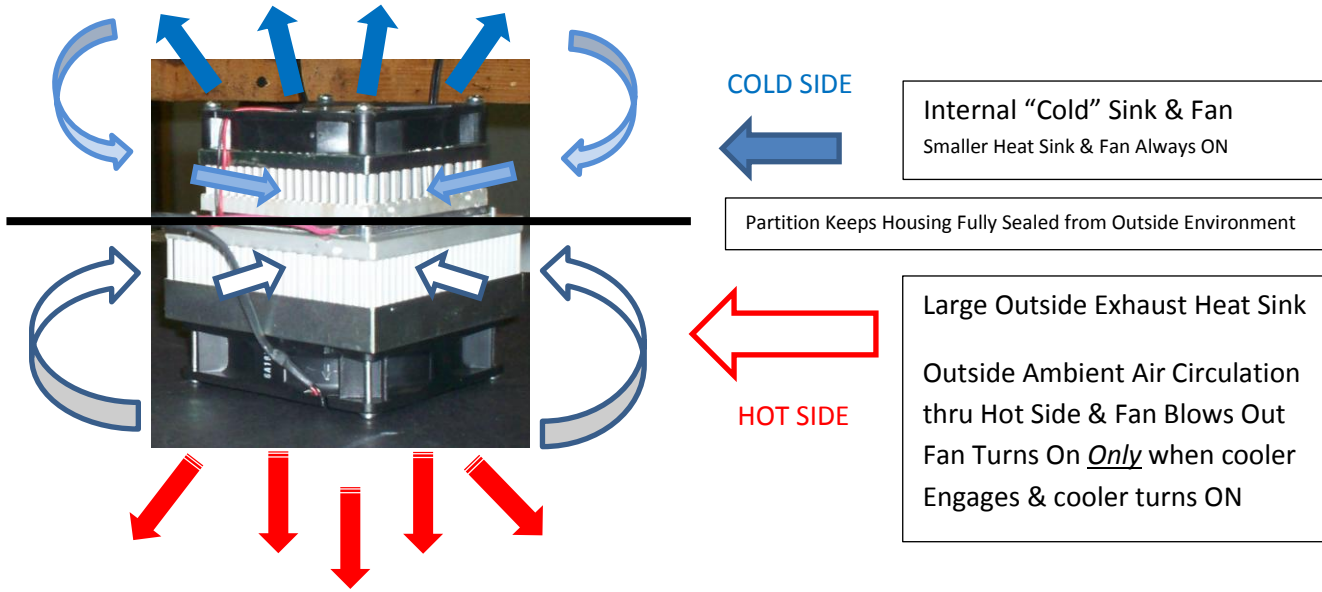 COLD SIDE
Internal “Cold” Sink & Fan
Smaller Heat Sink & Fan Always ON
Partition Keeps Housing Fully Sealed from Outside Environment
Large Outside Exhaust Heat Sink
Outside Ambient Air Circulation
thru Hot Side & Fan Blows Out
Fan Turns On Only when cooler
Engages & cooler turns ON
HOT SIDE